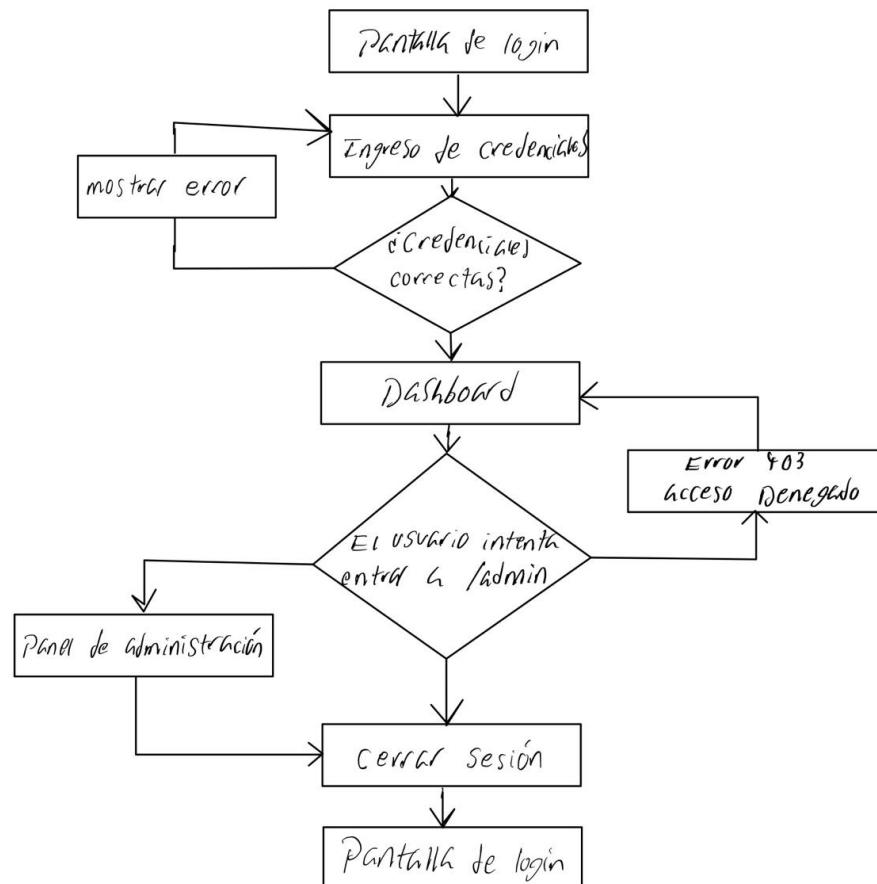 Pantalla de login
Ingreso de credenciales
mostrar error
¿Credenciales
correctas?
Dashboard
Error 403
acceso Denegado
El usuario intenta
entrar a /admin
Panel de administración
Cerrar sesión
Pantalla de login